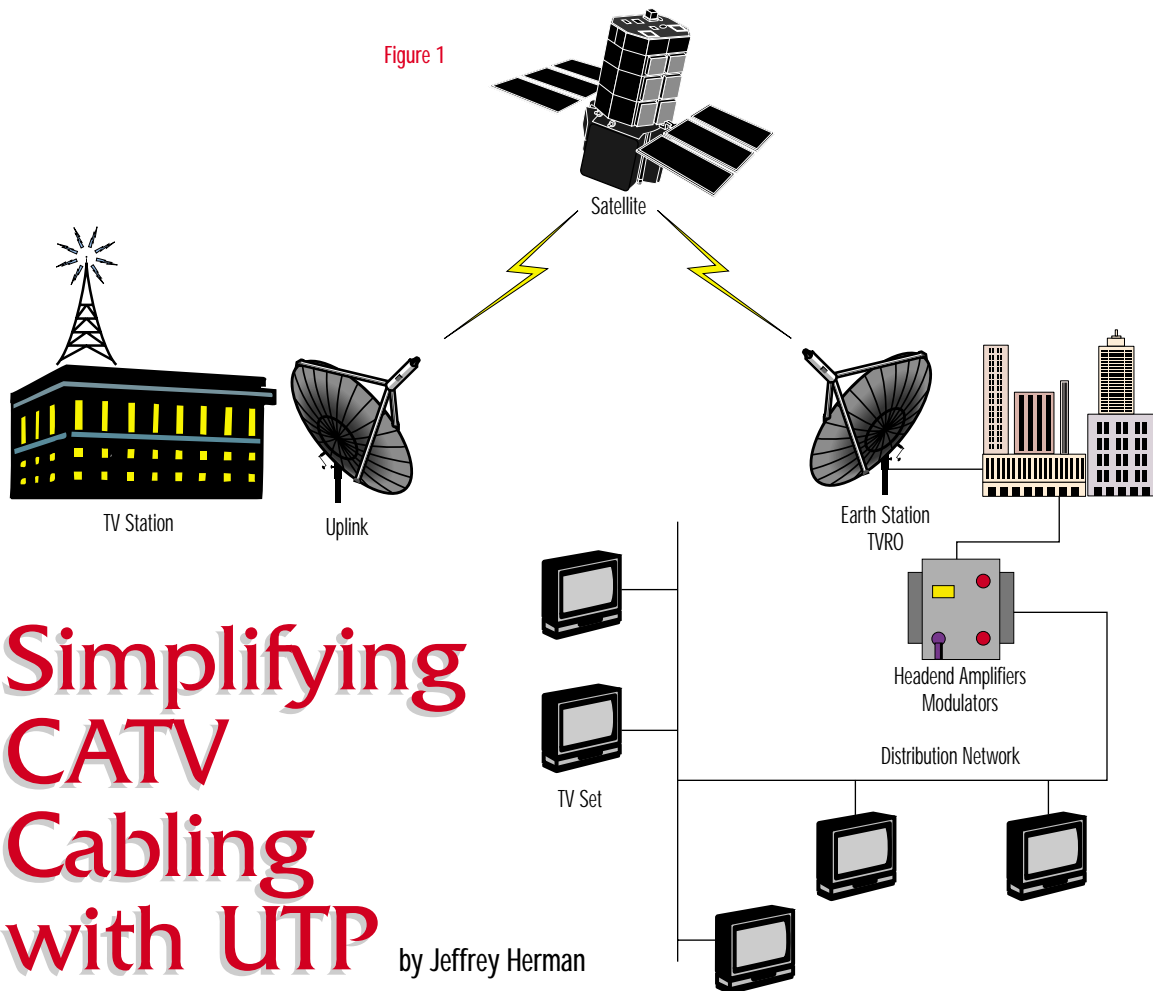 Figure 1
Satellite
TV Station
Uplink
Earth Station
TVRO
Headend Amplifiers
Modulators
Distribution Network
TV Set
Simplifying
CATV
Cabling
with UTP
by Jeffrey Herman